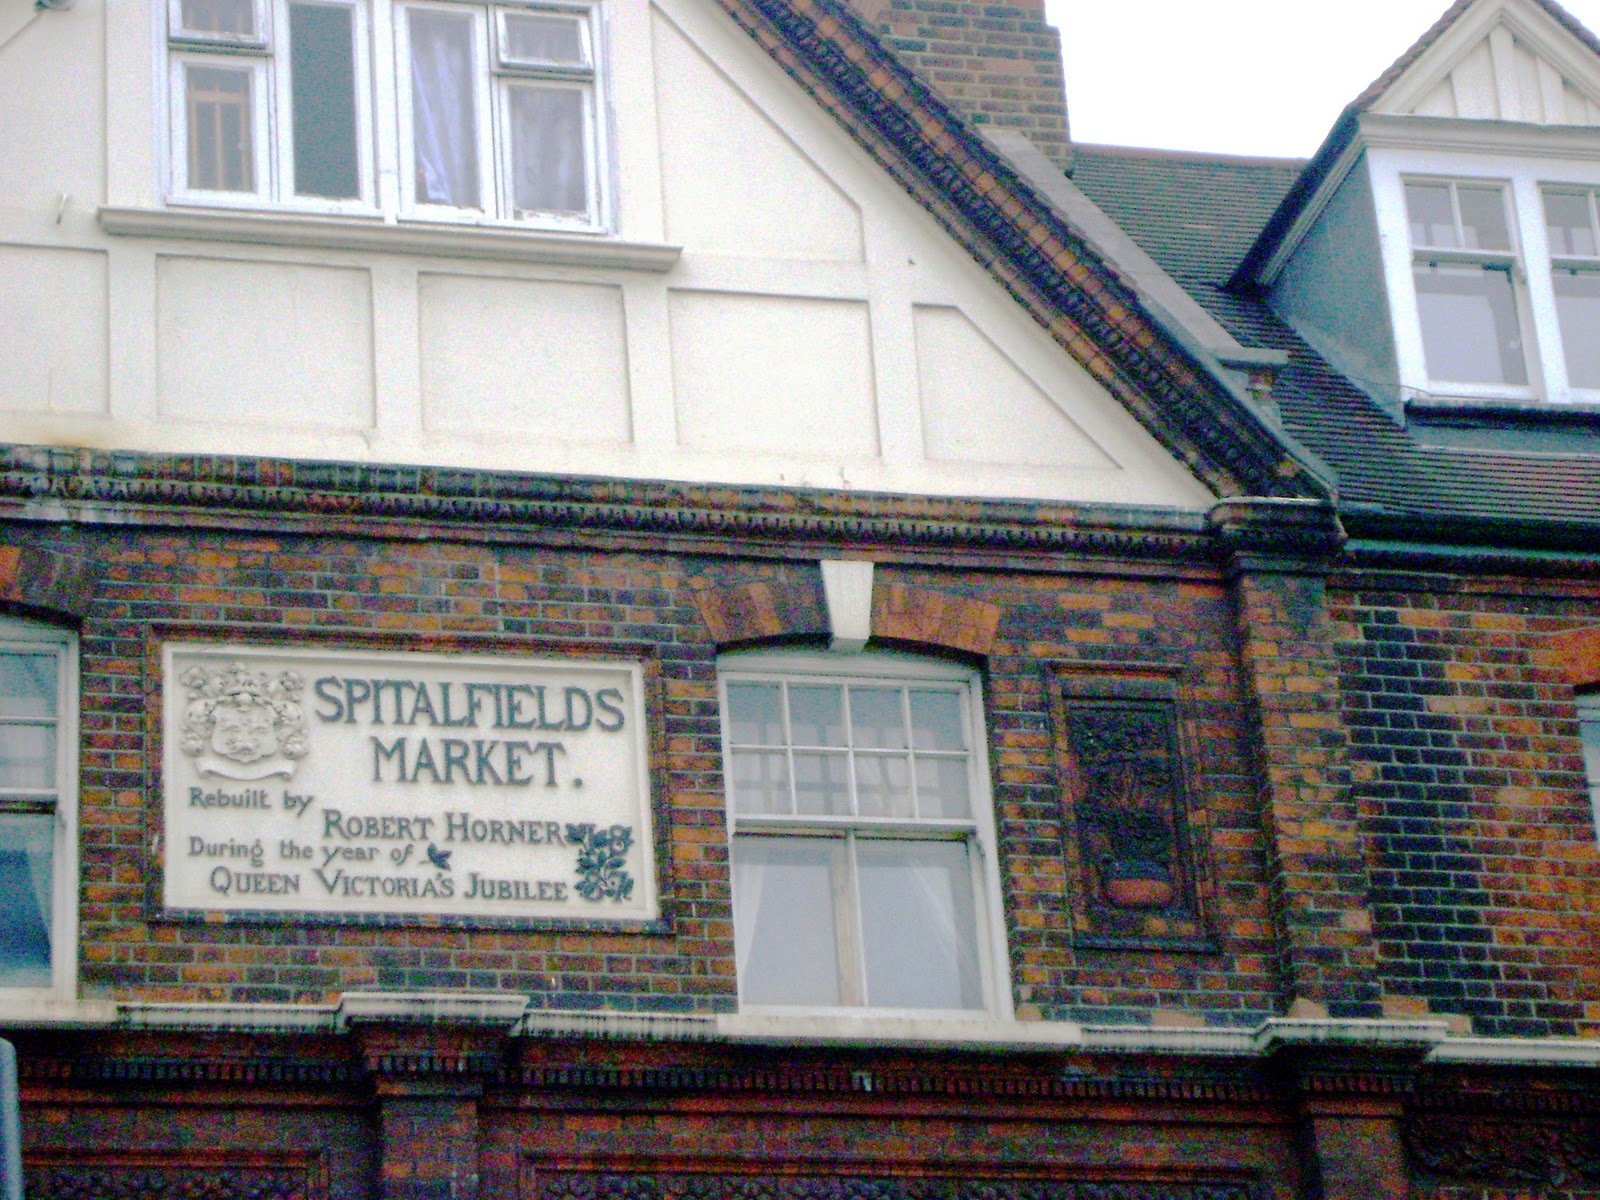 SPITALFIELDS
MARKET.
Rebuilt by
ROBERT HORNER
During the year of
QUEEN VICTORIA'S JUBILEE